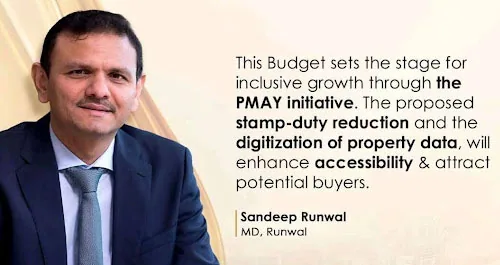 This Budget sets the stage for
inclusive growth through the
PMAY initiative. The proposed
stamp-duty reduction and the
digitization of property data, will
enhance accessibility & attract
potential buyers.
Sandeep Runwal
MD, Runwal